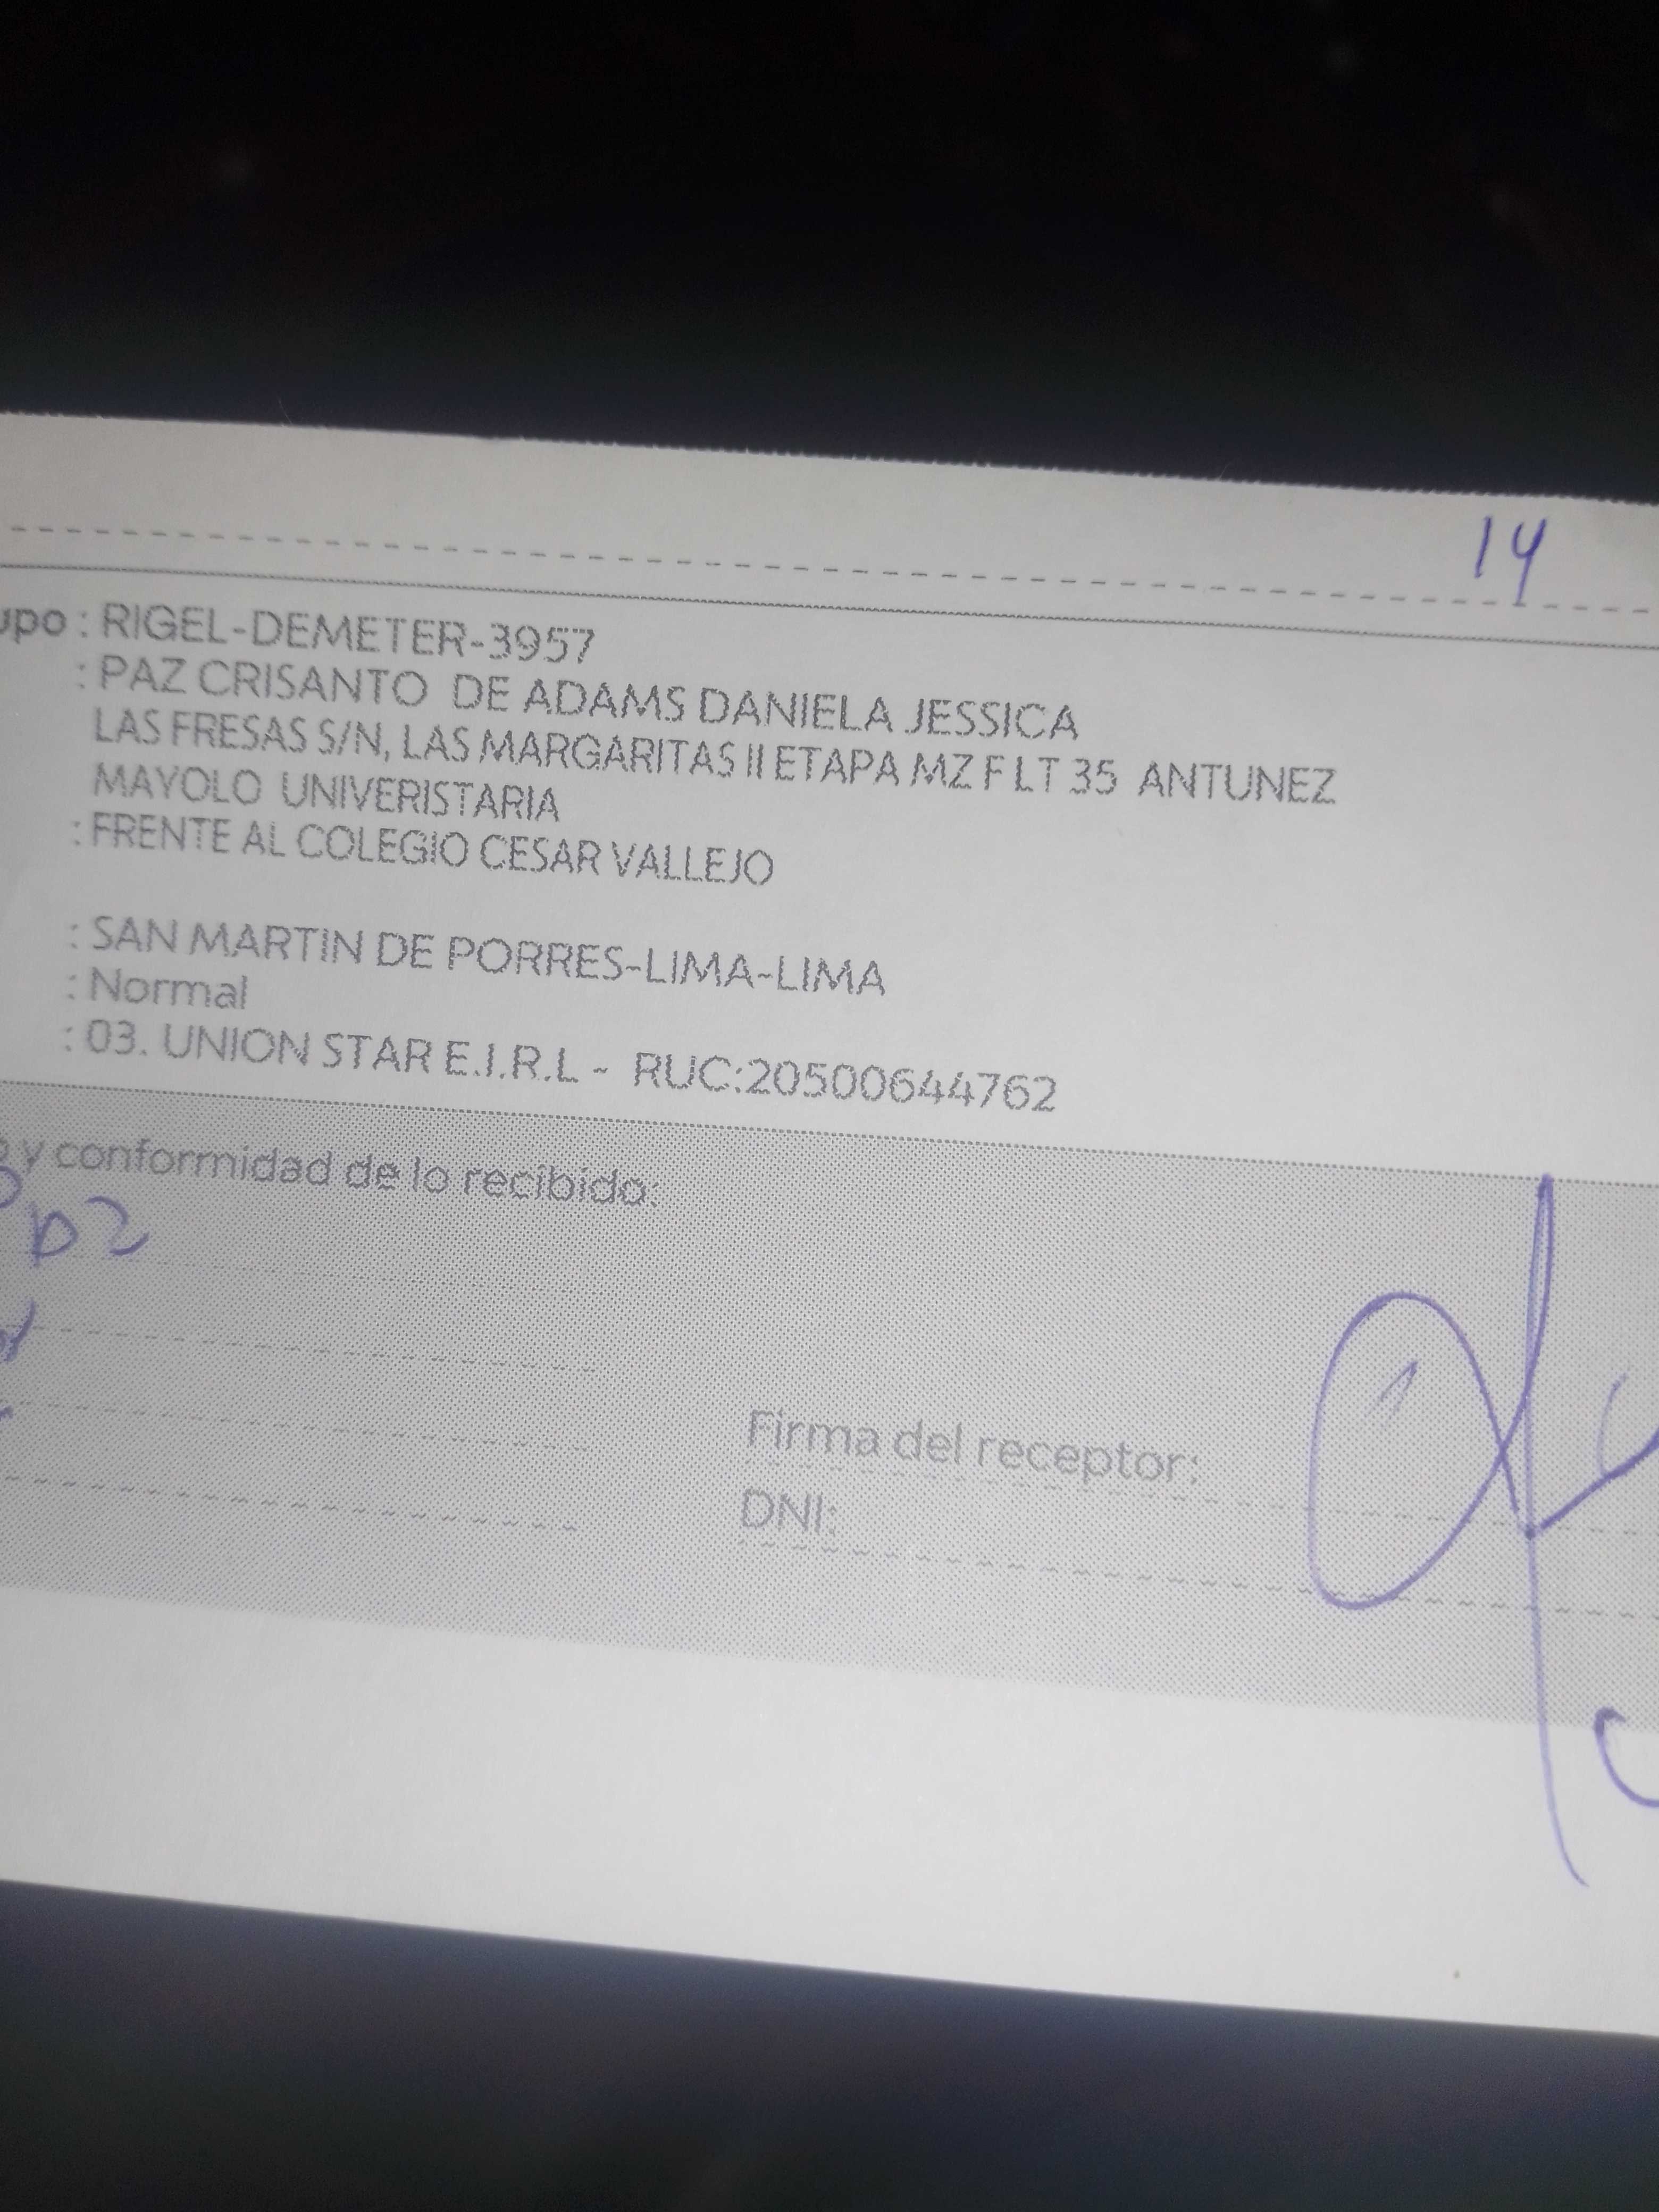 14
upo : RIGEL-DEMETER-3957
: PAZ CRISANTO DE ADAMS DANIELA JESSICA
LAS FRESAS S/N, LAS MARGARITAS II ETAPA MZ F LT 35 ANTUNEZ
MAYOLO UNIVERISTARIA
: FRENTE AL COLEGIO CESAR VALLEJO
: SAN MARTIN DE PORRES-LIMA-LIMA
: Normal
: 03. UNION STAR E.I.R.L - RUC:20500644762
y conformidad de lo recibido:
Firma del receptor:
DNI: